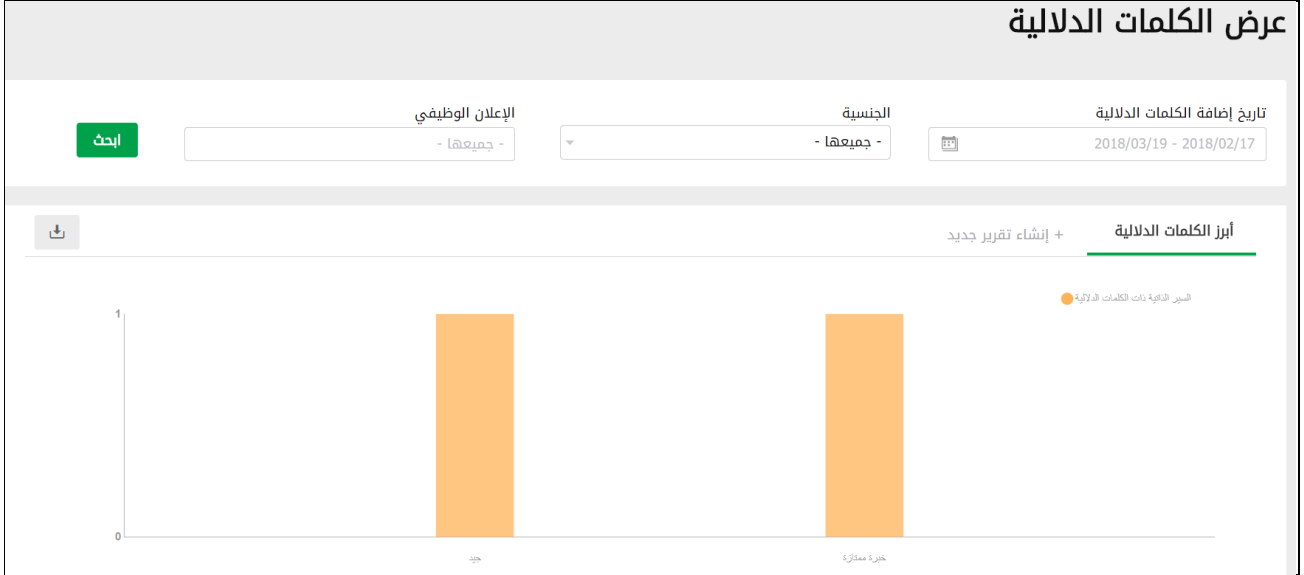 عرض الكلمات الدلالية
تاريخ إضافة الكلمات الدلالية
2018/03/19 - 2018/02/17
الجنسية
- جميعها -
الإعلان الوظيفي
- جميعها -
ابحث
أبرز الكلمات الدلالية
+ إنشاء تقرير جديد
السير الذاتية ذات الكلمات الدلالية
1
0
خبرة ممتازة
جيد